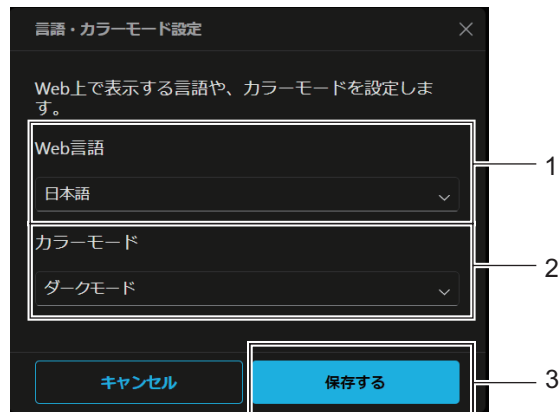 言語・カラーモード設定
Web上で表示する言語や、カラーモードを設定しま
す。
Web言語
1
日本語
カラーモード
2
ダークモード
キャンセル
保存する
3